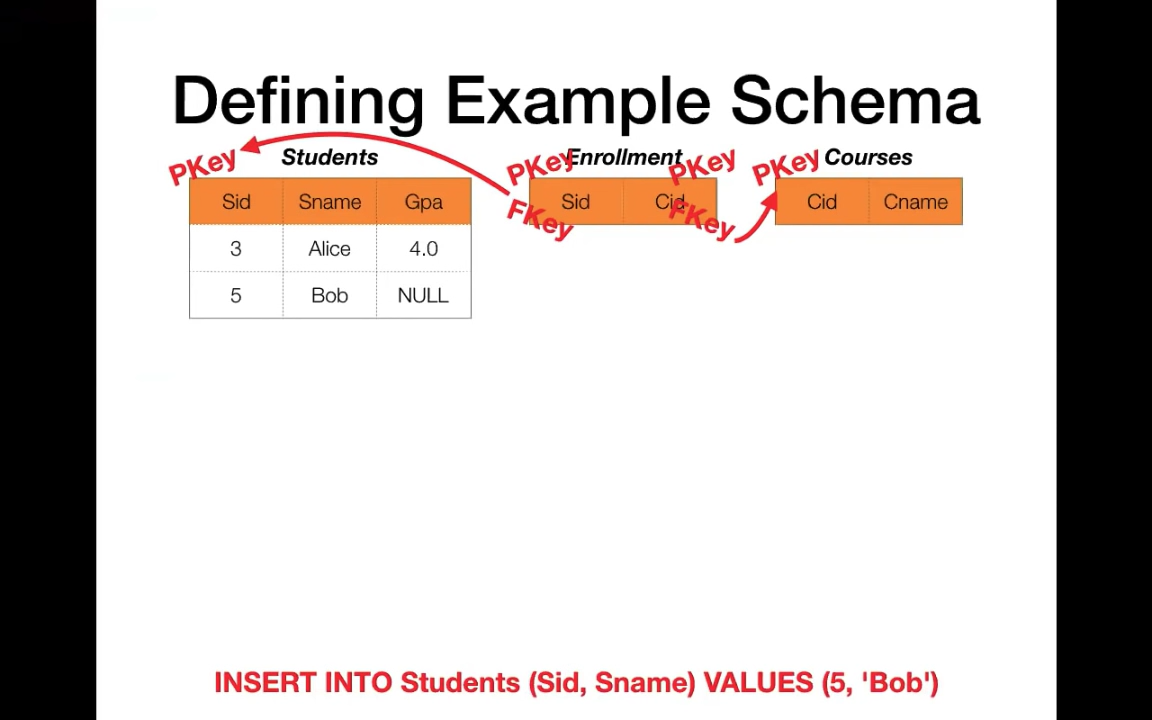 Defining Example Schema
Students
Enrollment
Courses
PKey
PKey
PKey
PKey
Sid Sname Gpa
Sid Cid
Cid Cname
FKey
FKey
3 Alice 4.0
5 Bob NULL
INSERT INTO Students (Sid, Sname) VALUES (5, 'Bob')